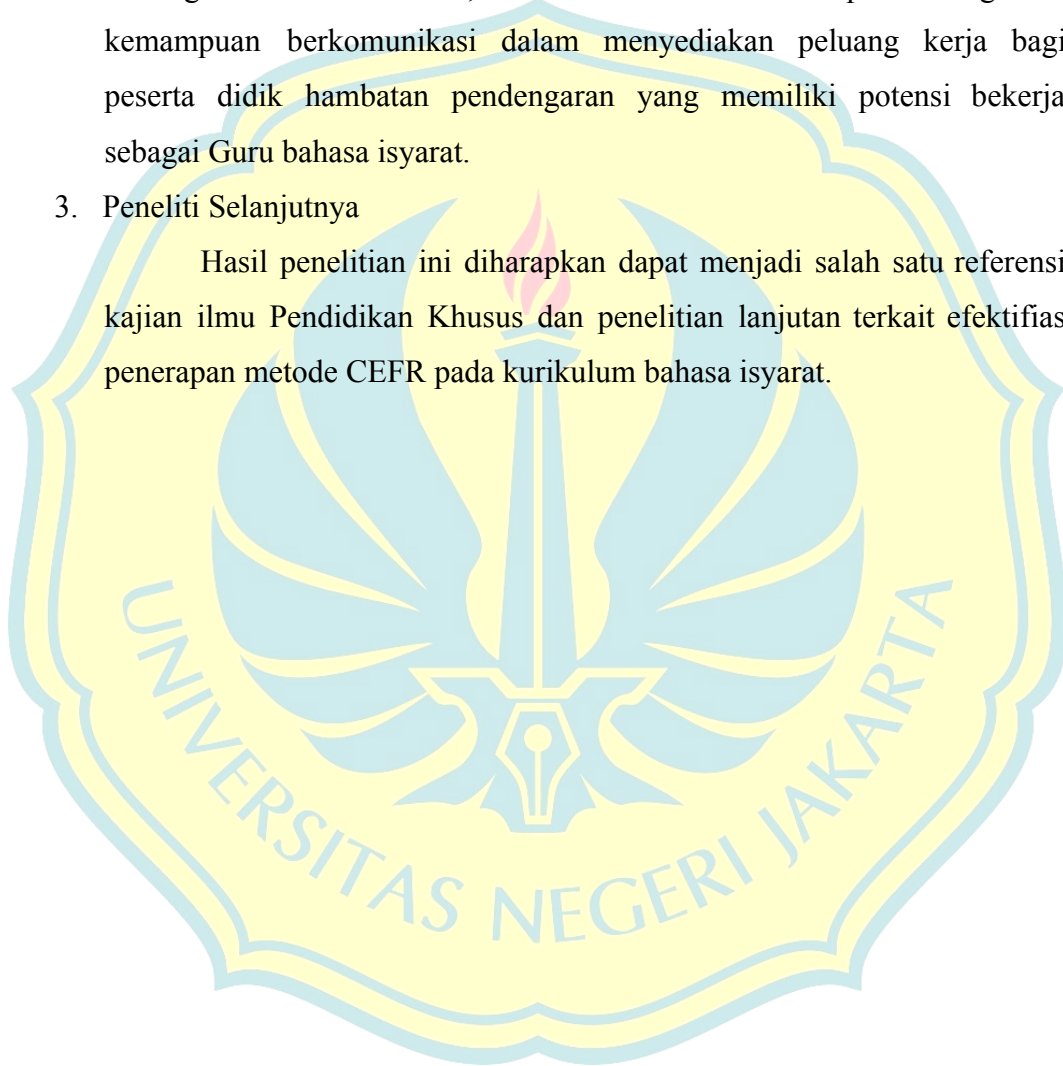 kemampuan berkomunikasi dalam menyediakan peluang kerja bagi
peserta didik hambatan pendengaran yang memiliki potensi bekerja
sebagai Guru bahasa isyarat.
3. Peneliti Selanjutnya
Hasil penelitian ini diharapkan dapat menjadi salah satu referensi
kajian ilmu Pendidikan Khusus dan penelitian lanjutan terkait efektifias
penerapan metode CEFR pada kurikulum bahasa isyarat.
UNIVERSITAS NEGERI JAKARTA